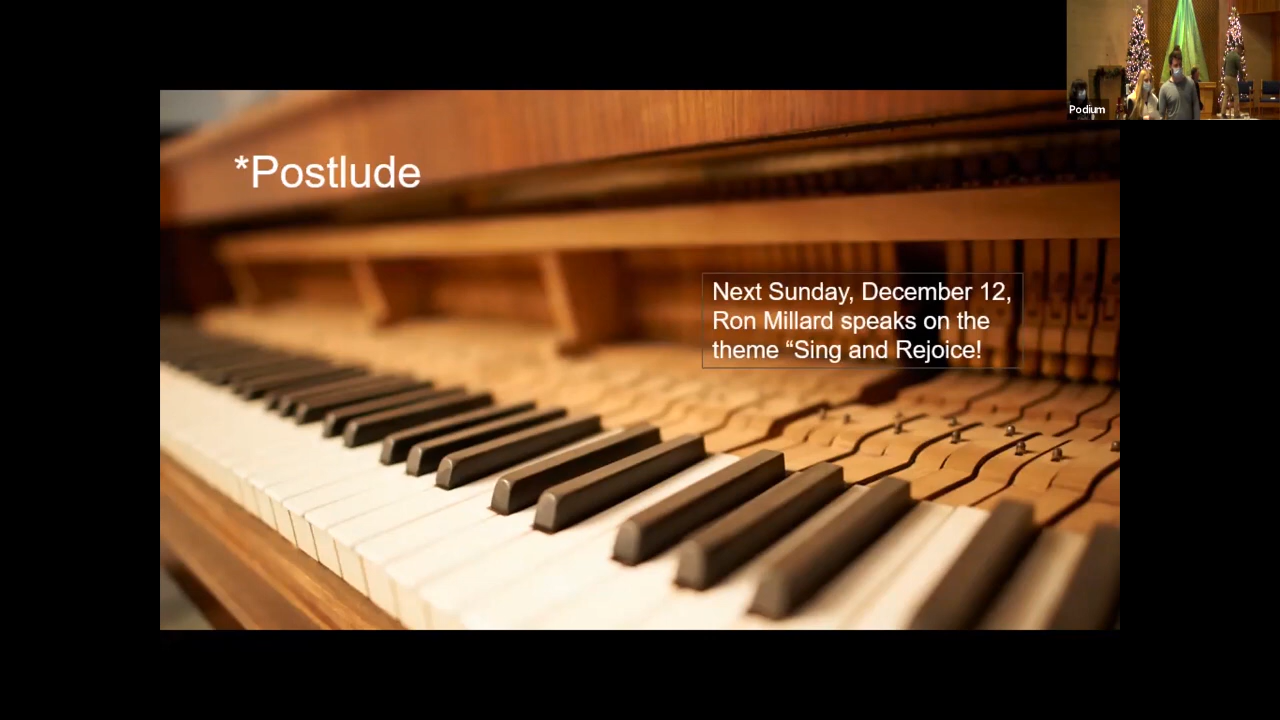 *Postlude
Next Sunday, December 12,
Ron Millard speaks on the
theme “Sing and Rejoice!
Podium